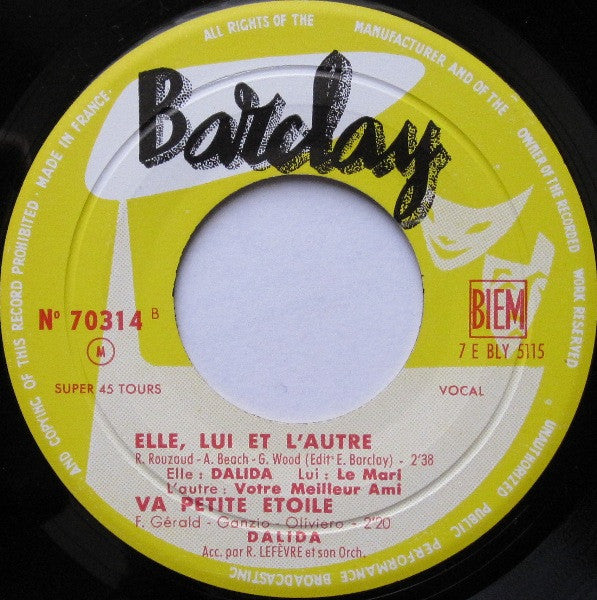 ALL RIGHTS OF THE MANUFACTURER AND OF THE OWNER OF THE RECORDED WORK RESERVED
UNAUTHORIZED PUBLIC PERFORMANCE BROADCASTING AND COPYING OF THIS RECORD PROHIBITED • MADE IN FRANCE •
Barclay
N° 70314 B
M
SUPER 45 TOURS
BIEM
7 E BLY 5115
VOCAL
ELLE, LUI ET L'AUTRE
R. Rouzaud - A. Beach - G. Wood (Edit² E. Barclay) - 2'38
Elle : DALIDA Lui : Le Mari
L'autre : Votre Meilleur Ami
VA PETITE ETOILE
F. Gérald - Ganzio - Oliviero - 2'20
DALIDA
Acc. par R. LEFÈVRE et son Orch.